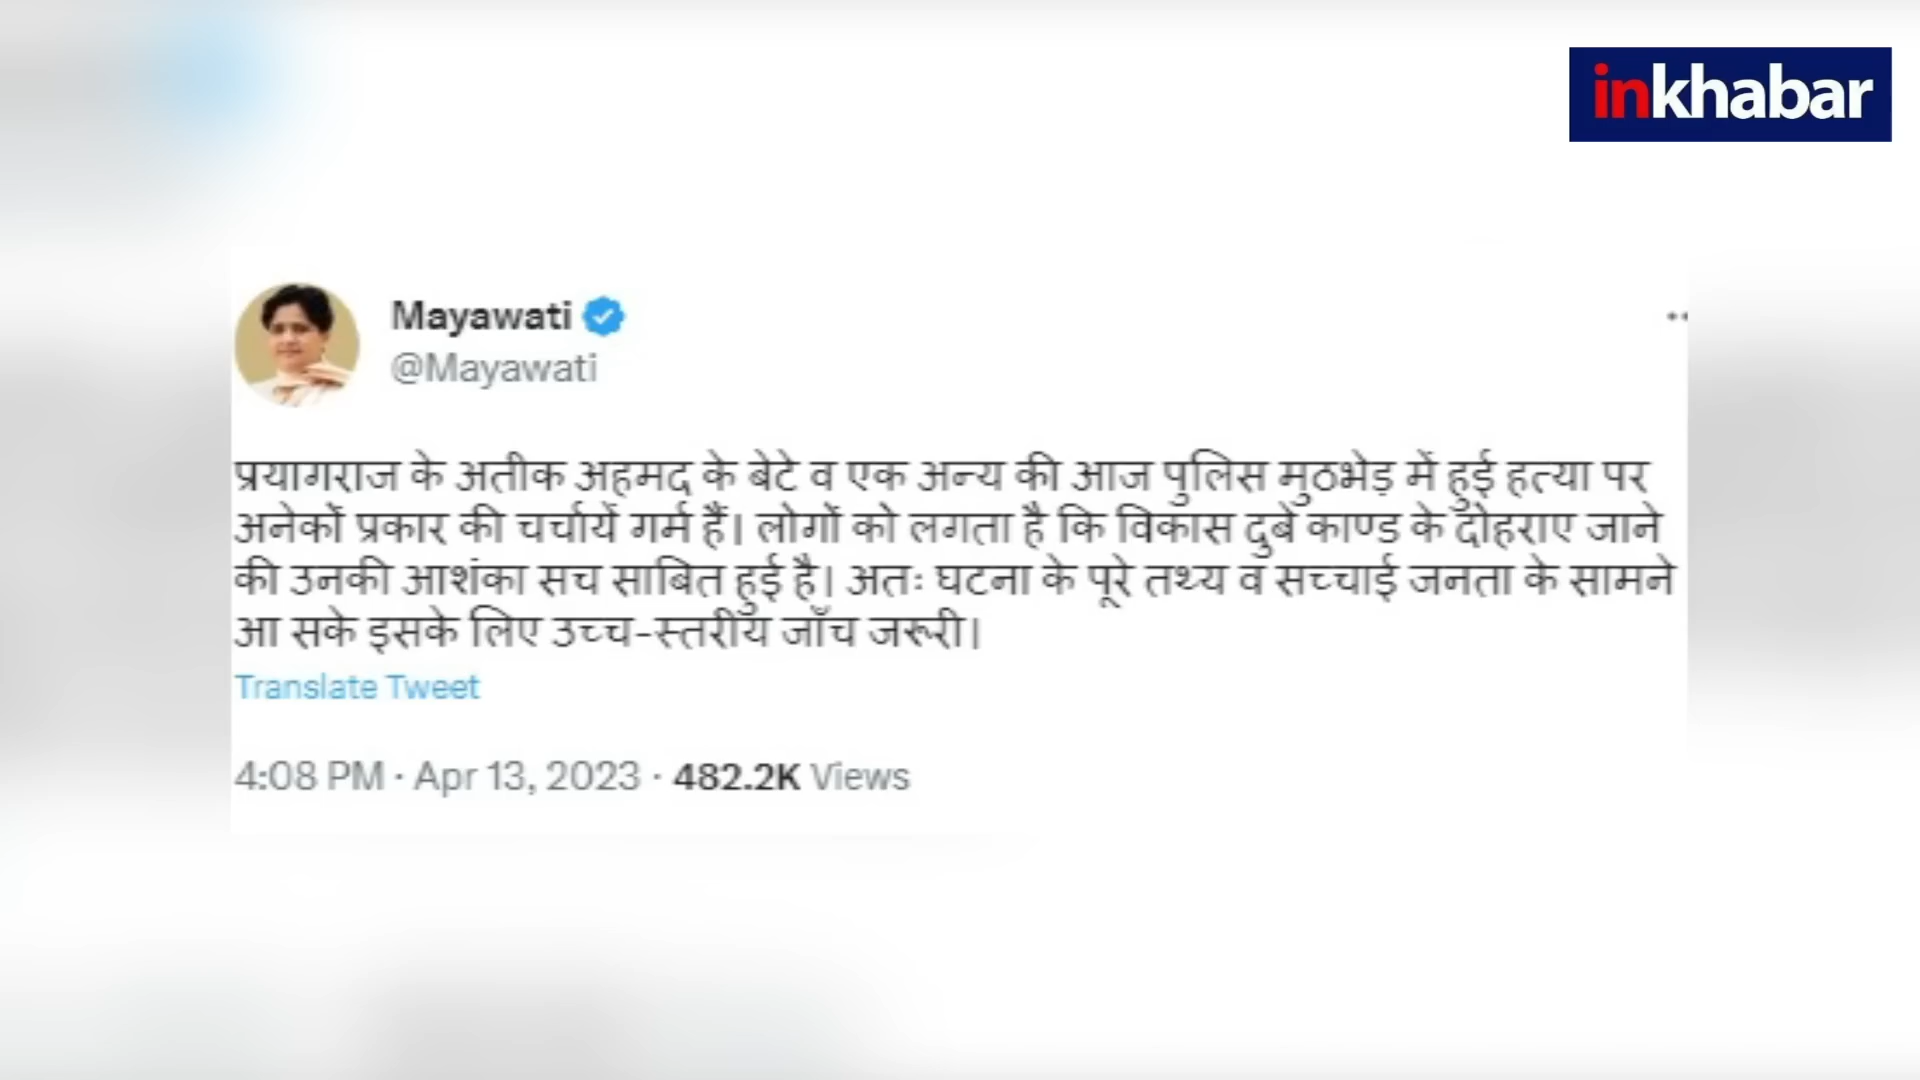 inkhabar
Mayawati
@Mayawati
प्रयागराज के अतीक अहमद के बेटे व एक अन्य की आज पुलिस मुठभेड़ में हुई हत्या पर
अनेकों प्रकार की चर्चायें गर्म हैं। लोगों को लगता है कि विकास दुबे काण्ड के दोहराए जाने
की उनकी आशंका सच साबित हुई है। अतः घटना के पूरे तथ्य व सच्चाई जनता के सामने
आ सके इसके लिए उच्च-स्तरीय जाँच जरूरी।
Translate Tweet
4:08 PM · Apr 13, 2023 · 482.2K Views